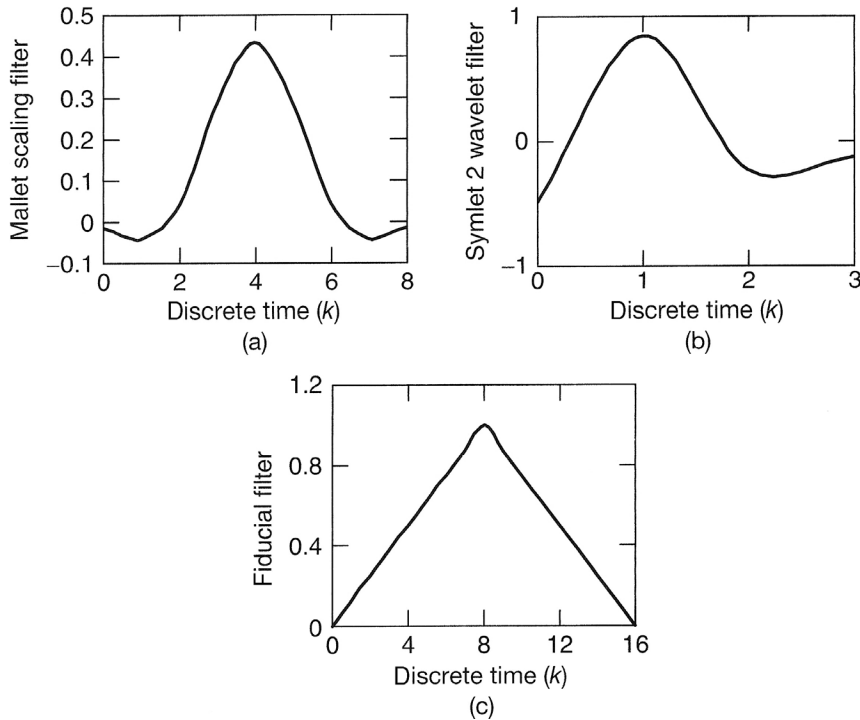 Mallet scaling filter
0.5
0.4
0.3
0.2
0.1
0
−0.1
0 2 4 6 8
Discrete time (k)
(a)
Symlet 2 wavelet filter
1
0
−1
0 1 2 3
Discrete time (k)
(b)
Fiducial filter
1.2
0.8
0.4
0
0 4 8 12 16
Discrete time (k)
(c)